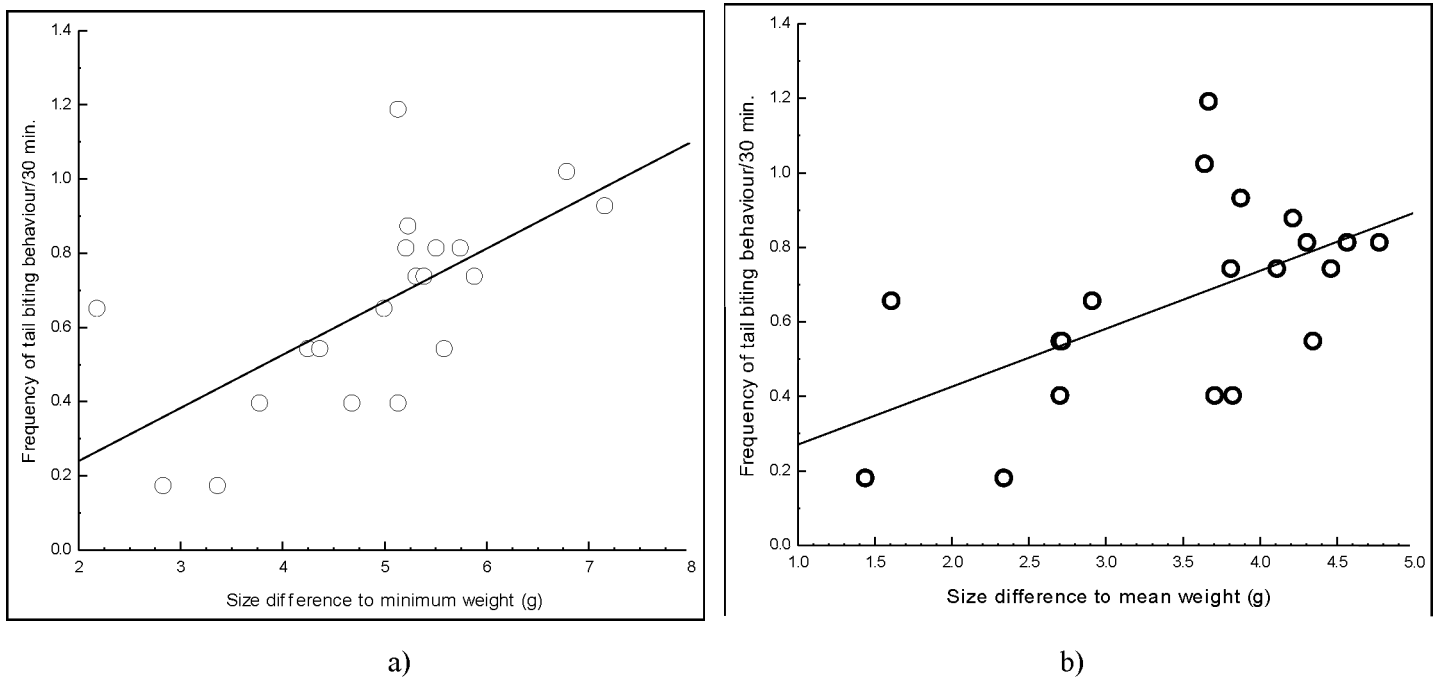 1.4
1.2
1.0
0.8
0.6
0.4
0.2
0.0
Frequency of tail biting behaviour/30 min.
2 3 4 5 6 7 8
Size difference to minimum weight (g)
a)
1.4
1.2
1.0
0.8
0.6
0.4
0.2
0.0
Frequency of tail biting behaviour/30 min.
1.0 1.5 2.0 2.5 3.0 3.5 4.0 4.5 5.0
Size difference to mean weight (g)
b)